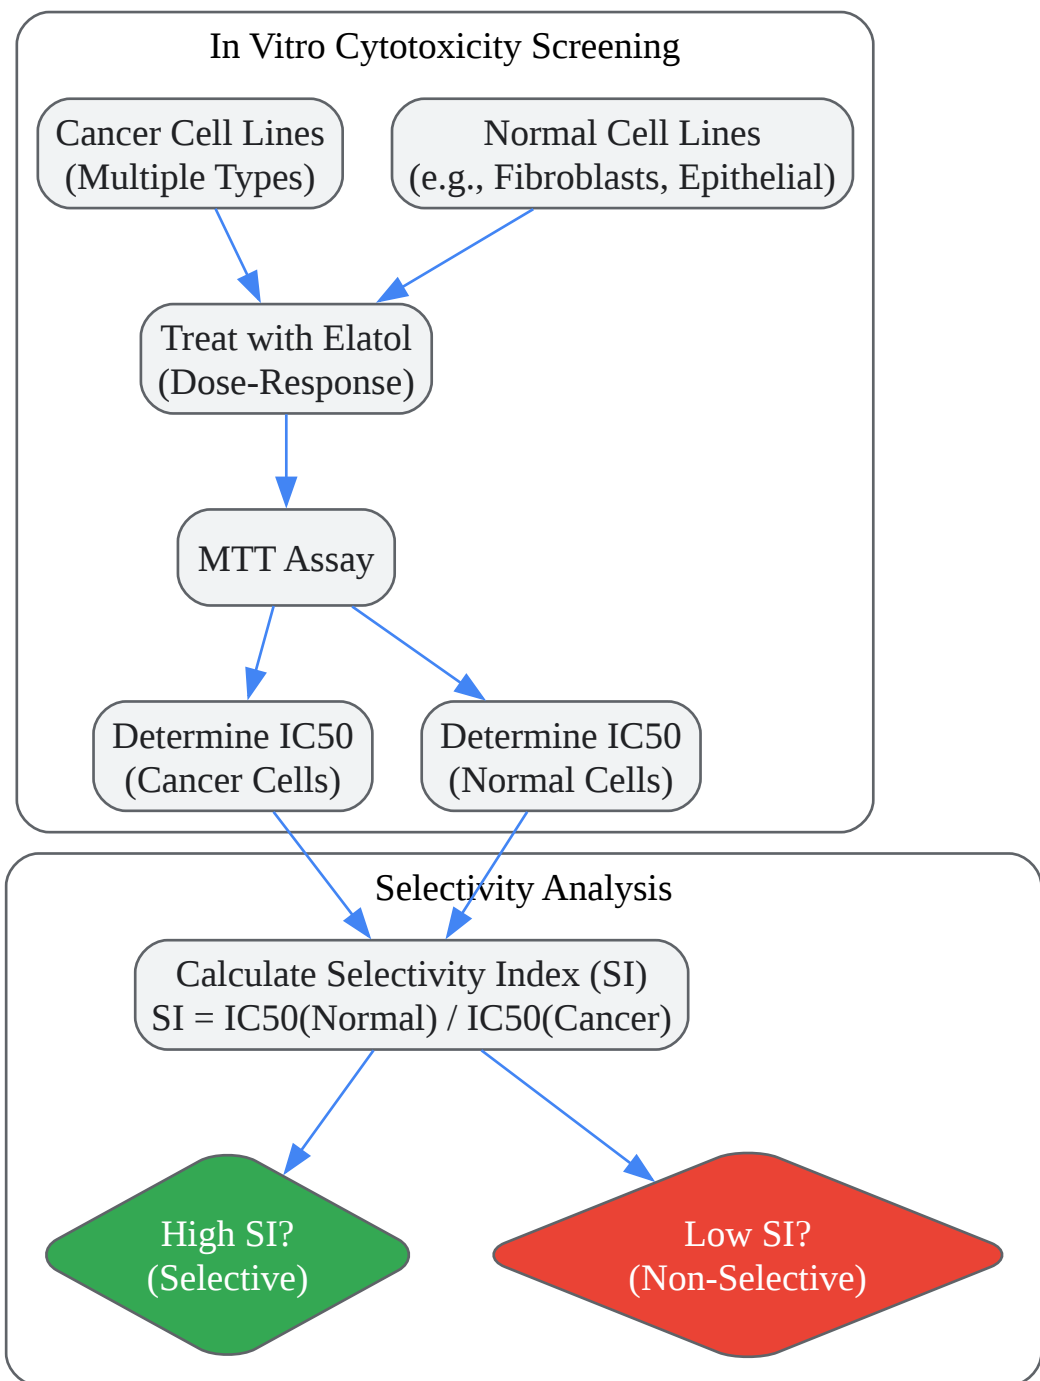 In Vitro Cytotoxicity Screening
Cancer Cell Lines
(Multiple Types)
Normal Cell Lines
(e.g., Fibroblasts, Epithelial)
Treat with Elatol
(Dose-Response)
MTT Assay
Determine IC50
(Cancer Cells)
Determine IC50
(Normal Cells)
Selectivity Analysis
Calculate Selectivity Index (SI)
SI = IC50(Normal) / IC50(Cancer)
High SI?
(Selective)
Low SI?
(Non-Selective)